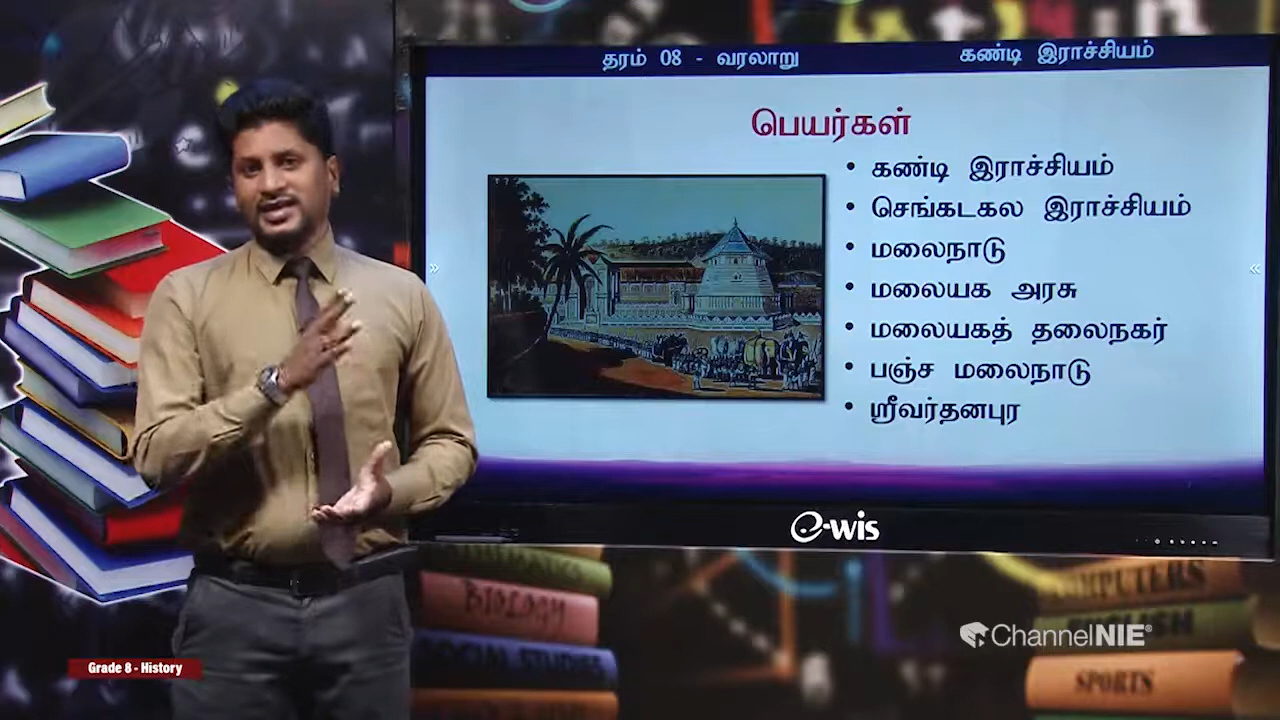 தரம் 08 - வரலாறு
கண்டி இராச்சியம்
பெயர்கள்
• கண்டி இராச்சியம்
• செங்கடகல இராச்சியம்
• மலைநாடு
• மலையக அரசு
• மலையகத் தலைநகர்
• பஞ்ச மலைநாடு
• ஸ்ரீவர்தனபுர
e-wis
BIOLOGY
SOCIAL STUDIES
COMPUTERS
ENGLISH
SPORTS
ChannelNIE
Grade 8 - History